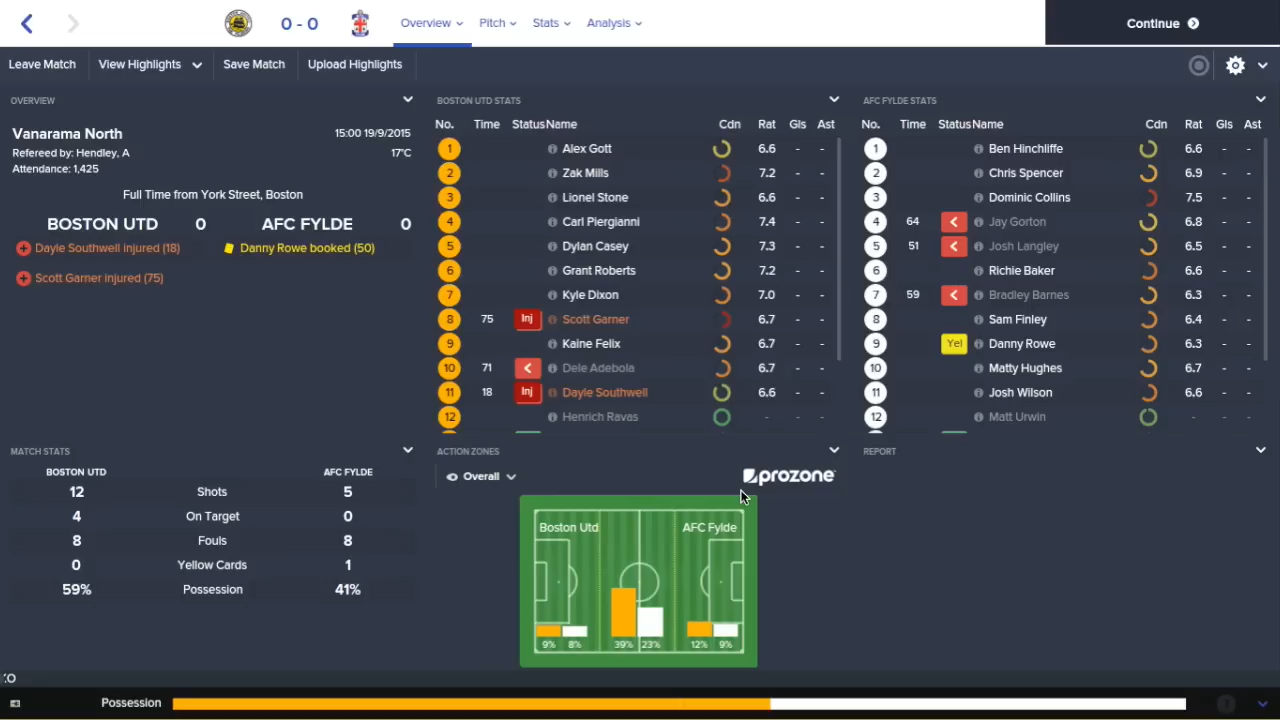 0 - 0 Overview Pitch Stats Analysis Continue
Leave Match View Highlights Save Match Upload Highlights
OVERVIEW
Vanarama North 15:00 19/9/2015
Refereed by: Hendley, A 17°C
Attendance: 1,425
Full Time from York Street, Boston
BOSTON UTD 0 AFC FYLDE 0
Dayle Southwell injured (18) Danny Rowe booked (50)
Scott Garner injured (75)
BOSTON UTD STATS
No. Time Status Name Cdn Rat Gls Ast
1 Alex Gott 6.6 - -
2 Zak Mills 7.2 - -
3 Lionel Stone 6.6 - -
4 Carl Piergianni 7.4 - -
5 Dylan Casey 7.3 - -
6 Grant Roberts 7.2 - -
7 Kyle Dixon 7.0 - -
8 75 Inj Scott Garner 6.7 - -
9 Kaine Felix 6.7 - -
10 71 Dele Adebola 6.7 - -
11 18 Inj Dayle Southwell 6.6 - -
12 Henrich Ravas - - -
AFC FYLDE STATS
No. Time Status Name Cdn Rat Gls Ast
1 Ben Hinchliffe 6.6 - -
2 Chris Spencer 6.9 - -
3 Dominic Collins 7.5 - -
4 64 Jay Gorton 6.8 - -
5 51 Josh Langley 6.5 - -
6 Richie Baker 6.6 - -
7 59 Bradley Barnes 6.3 - -
8 Sam Finley 6.4 - -
9 Yel Danny Rowe 6.3 - -
10 Matty Hughes 6.7 - -
11 Josh Wilson 6.6 - -
12 Matt Urwin - - -
MATCH STATS
BOSTON UTD AFC FYLDE
12 Shots 5
4 On Target 0
8 Fouls 8
0 Yellow Cards 1
59% Possession 41%
ACTION ZONES
Overall prozone
Boston Utd AFC Fylde
9% 8% 39% 23% 12% 9%
REPORT
Possession